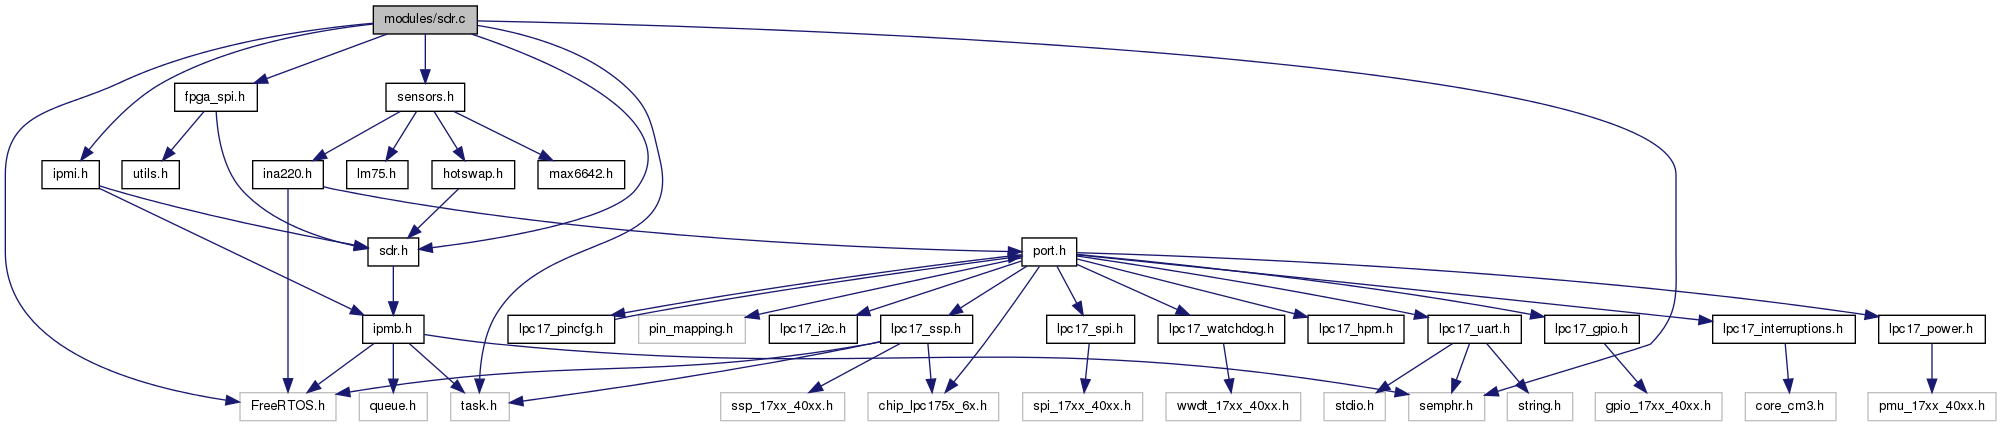 modules/sdr.c
fpga_spi.h
sensors.h
ipmi.h
utils.h
ina220.h
lm75.h
hotswap.h
max6642.h
sdr.h
port.h
ipmb.h
lpc17_pincfg.h
pin_mapping.h
lpc17_i2c.h
lpc17_ssp.h
lpc17_spi.h
lpc17_watchdog.h
lpc17_hpm.h
lpc17_uart.h
lpc17_gpio.h
lpc17_interruptions.h
lpc17_power.h
FreeRTOS.h
queue.h
task.h
ssp_17xx_40xx.h
chip_lpc175x_6x.h
spi_17xx_40xx.h
wwdt_17xx_40xx.h
stdio.h
semphr.h
string.h
gpio_17xx_40xx.h
core_cm3.h
pmu_17xx_40xx.h